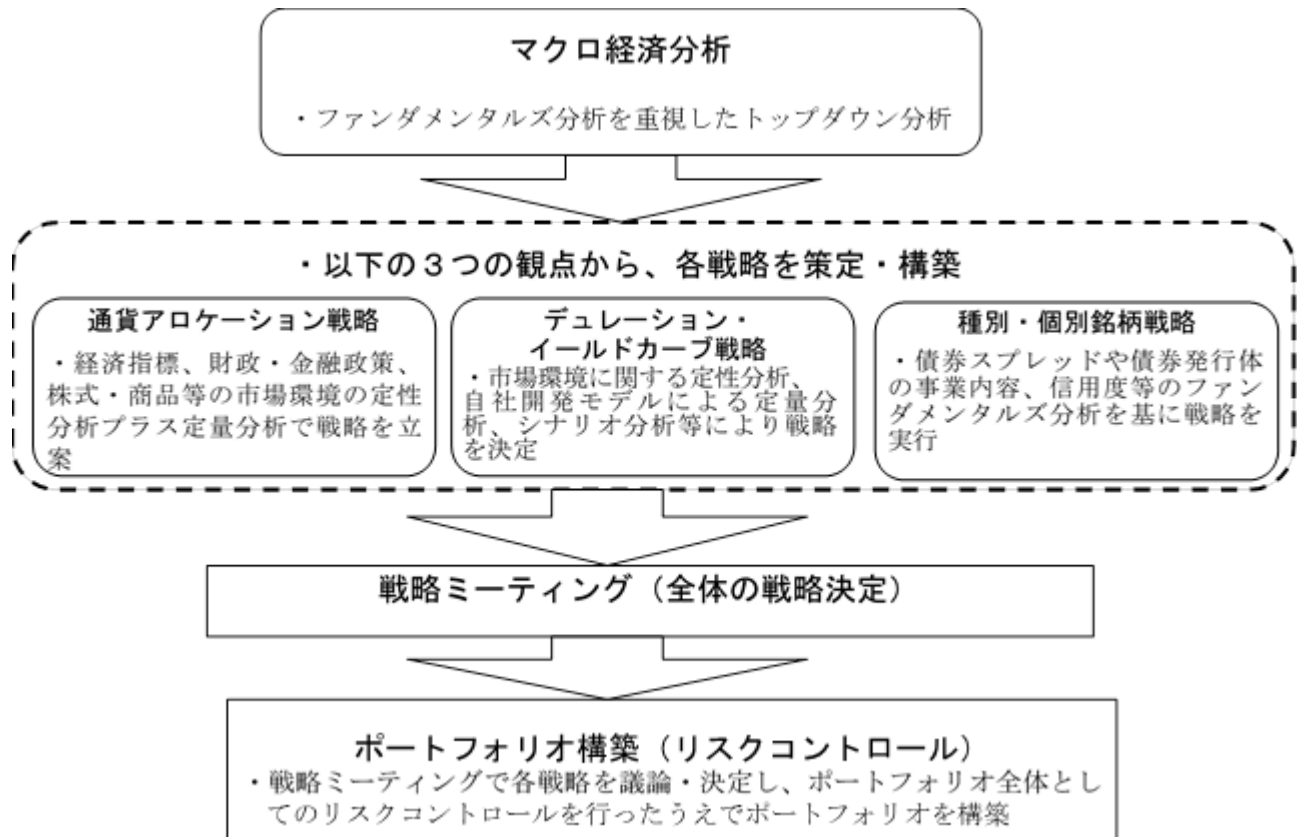 マクロ経済分析
・ファンダメンタルズ分析を重視したトップダウン分析
・以下の３つの観点から、各戦略を策定・構築
通貨アロケーション戦略
・経済指標、財政・金融政策、
株式・商品等の市場環境の定性
分析プラス定量分析で戦略を立
案
デュレーション・
イールドカーブ戦略
・市場環境に関する定性分析、
自社開発モデルによる定量分
析、シナリオ分析等により戦略
を決定
種別・個別銘柄戦略
・債券スプレッドや債券発行体
の事業内容、信用度等のファン
ダメンタルズ分析を基に戦略を
実行
戦略ミーティング（全体の戦略決定）
ポートフォリオ構築（リスクコントロール）
・戦略ミーティングで各戦略を議論・決定し、ポートフォリオ全体とし
てのリスクコントロールを行ったうえでポートフォリオを構築